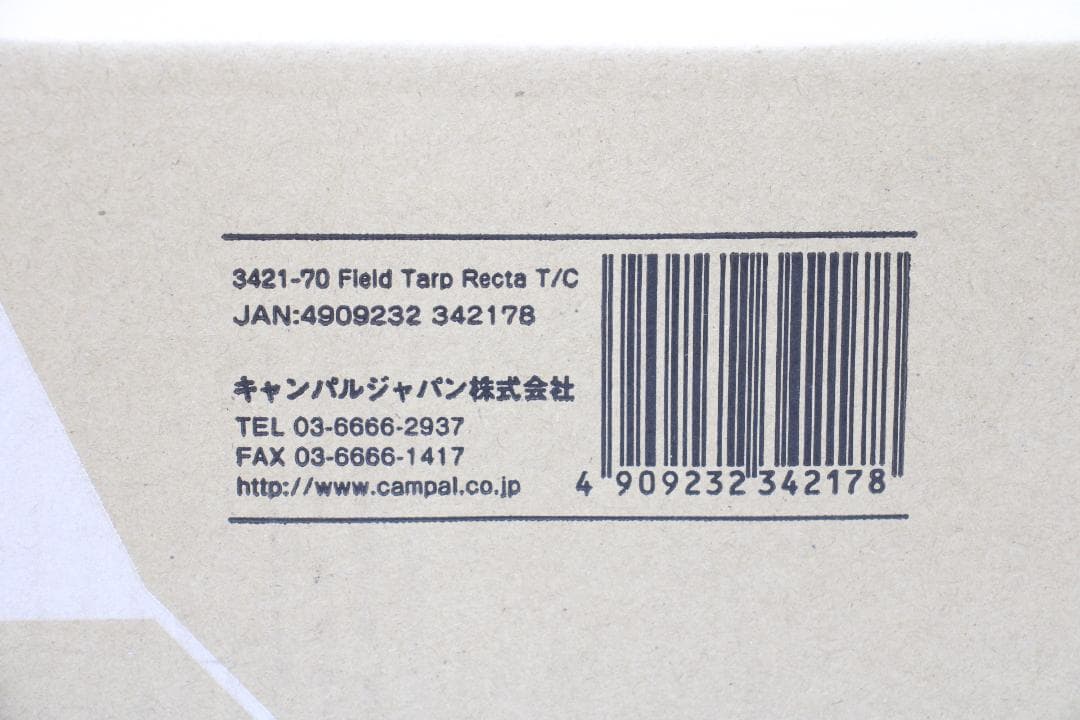 3421-70 Field Tarp Recta T/C
JAN:4909232 342178
キャンパルジャパン株式会社
TEL 03-6666-2937
FAX 03-6666-1417
http://www.campal.co.jp
4 909232 342178